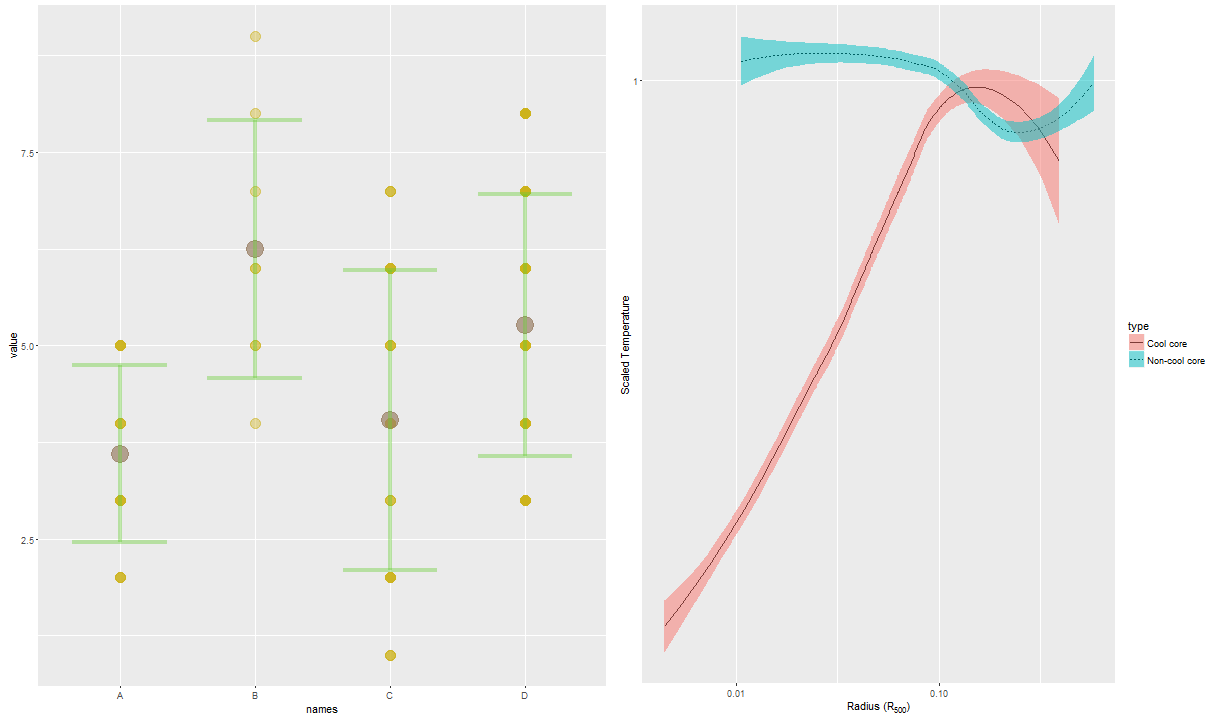 7.5
5.0
2.5
value
A B C D
names
1
Scaled Temperature
0.01 0.10
Radius (R500)
type
Cool core
Non-cool core